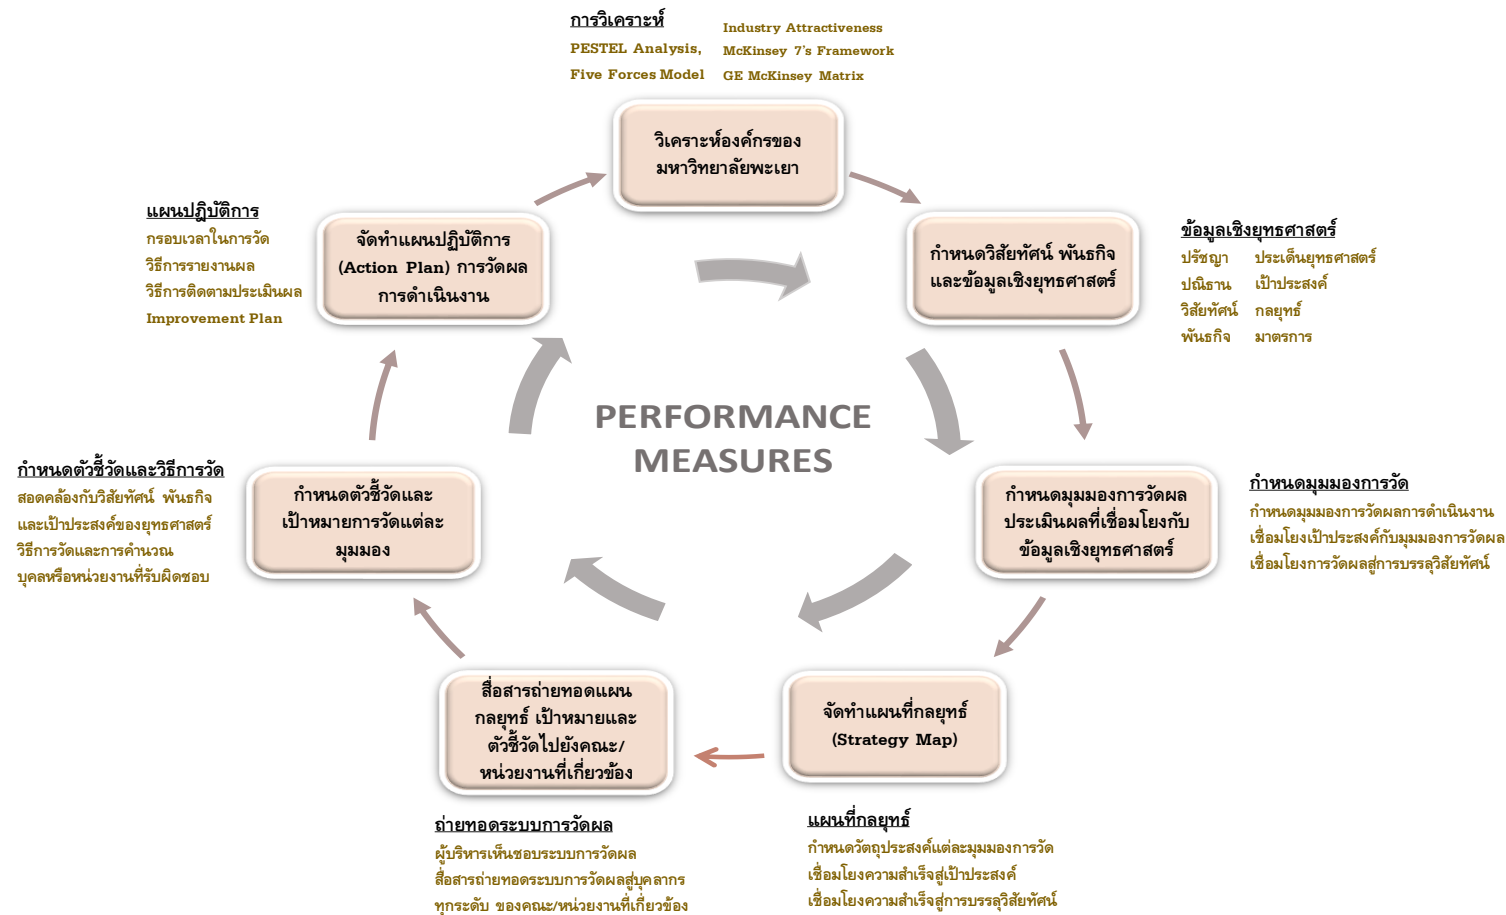 การวิเคราะห์
PESTEL Analysis,
Five Forces Model
Industry Attractiveness
McKinsey 7's Framework
GE McKinsey Matrix
วิเคราะห์องค์กรของ
มหาวิทยาลัยพะเยา
กำหนดวิสัยทัศน์ พันธกิจ
และข้อมูลเชิงยุทธศาสตร์
ข้อมูลเชิงยุทธศาสตร์
ปรัชญา ประเด็นยุทธศาสตร์
ปณิธาน เป้าประสงค์
วิสัยทัศน์ กลยุทธ์
พันธกิจ มาตรการ
กำหนดมุมมองการวัดผล
ประเมินผลที่เชื่อมโยงกับ
ข้อมูลเชิงยุทธศาสตร์
กำหนดมุมมองการวัด
กำหนดมุมมองการวัดผลการดำเนินงาน
เชื่อมโยงเป้าประสงค์กับมุมมองการวัดผล
เชื่อมโยงการวัดผลสู่การบรรลุวิสัยทัศน์
จัดทำแผนที่กลยุทธ์
(Strategy Map)
แผนที่กลยุทธ์
กำหนดวัตถุประสงค์แต่ละมุมมองการวัด
เชื่อมโยงความสำเร็จสู่เป้าประสงค์
เชื่อมโยงความสำเร็จสู่การบรรลุวิสัยทัศน์
สื่อสารถ่ายทอดแผน
กลยุทธ์ เป้าหมายและ
ตัวชี้วัดไปยังคณะ/
หน่วยงานที่เกี่ยวข้อง
ถ่ายทอดระบบการวัดผล
ผู้บริหารเห็นชอบระบบการวัดผล
สื่อสารถ่ายทอดระบบการวัดผลสู่บุคลากร
ทุกระดับ ของคณะ/หน่วยงานที่เกี่ยวข้อง
กำหนดตัวชี้วัดและ
เป้าหมายการวัดแต่ละ
มุมมอง
กำหนดตัวชี้วัดและวิธีการวัด
สอดคล้องกับวิสัยทัศน์ พันธกิจ
และเป้าประสงค์ของยุทธศาสตร์
วิธีการวัดและการคำนวณ
บุคลหรือหน่วยงานที่รับผิดชอบ
จัดทำแผนปฏิบัติการ
(Action Plan) การวัดผล
การดำเนินงาน
แผนปฏิบัติการ
กรอบเวลาในการวัด
วิธีการรายงานผล
วิธีการติดตามประเมินผล
Improvement Plan
PERFORMANCE
MEASURES